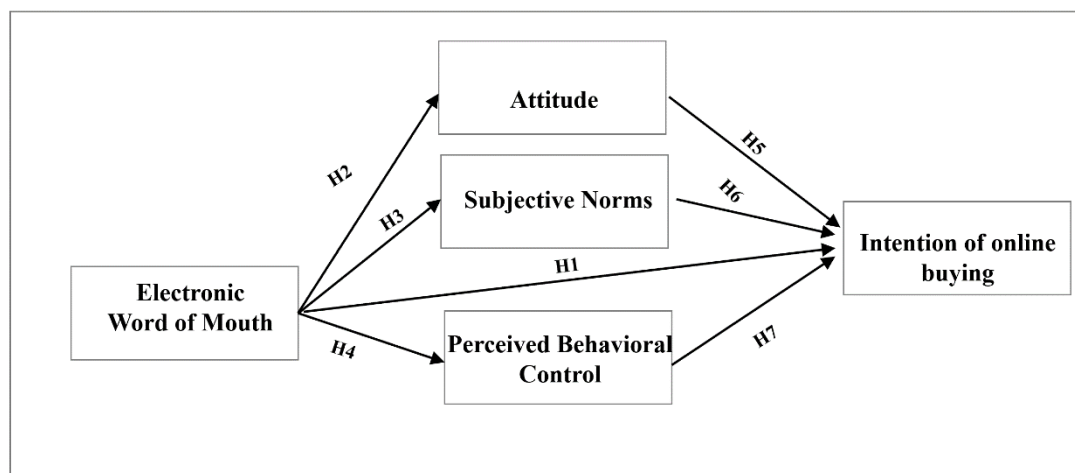 Attitude
H2
H5
Subjective Norms
H3
H6
Intention of online
buying
H1
Electronic
Word of Mouth
H4
Perceived Behavioral
Control
H7